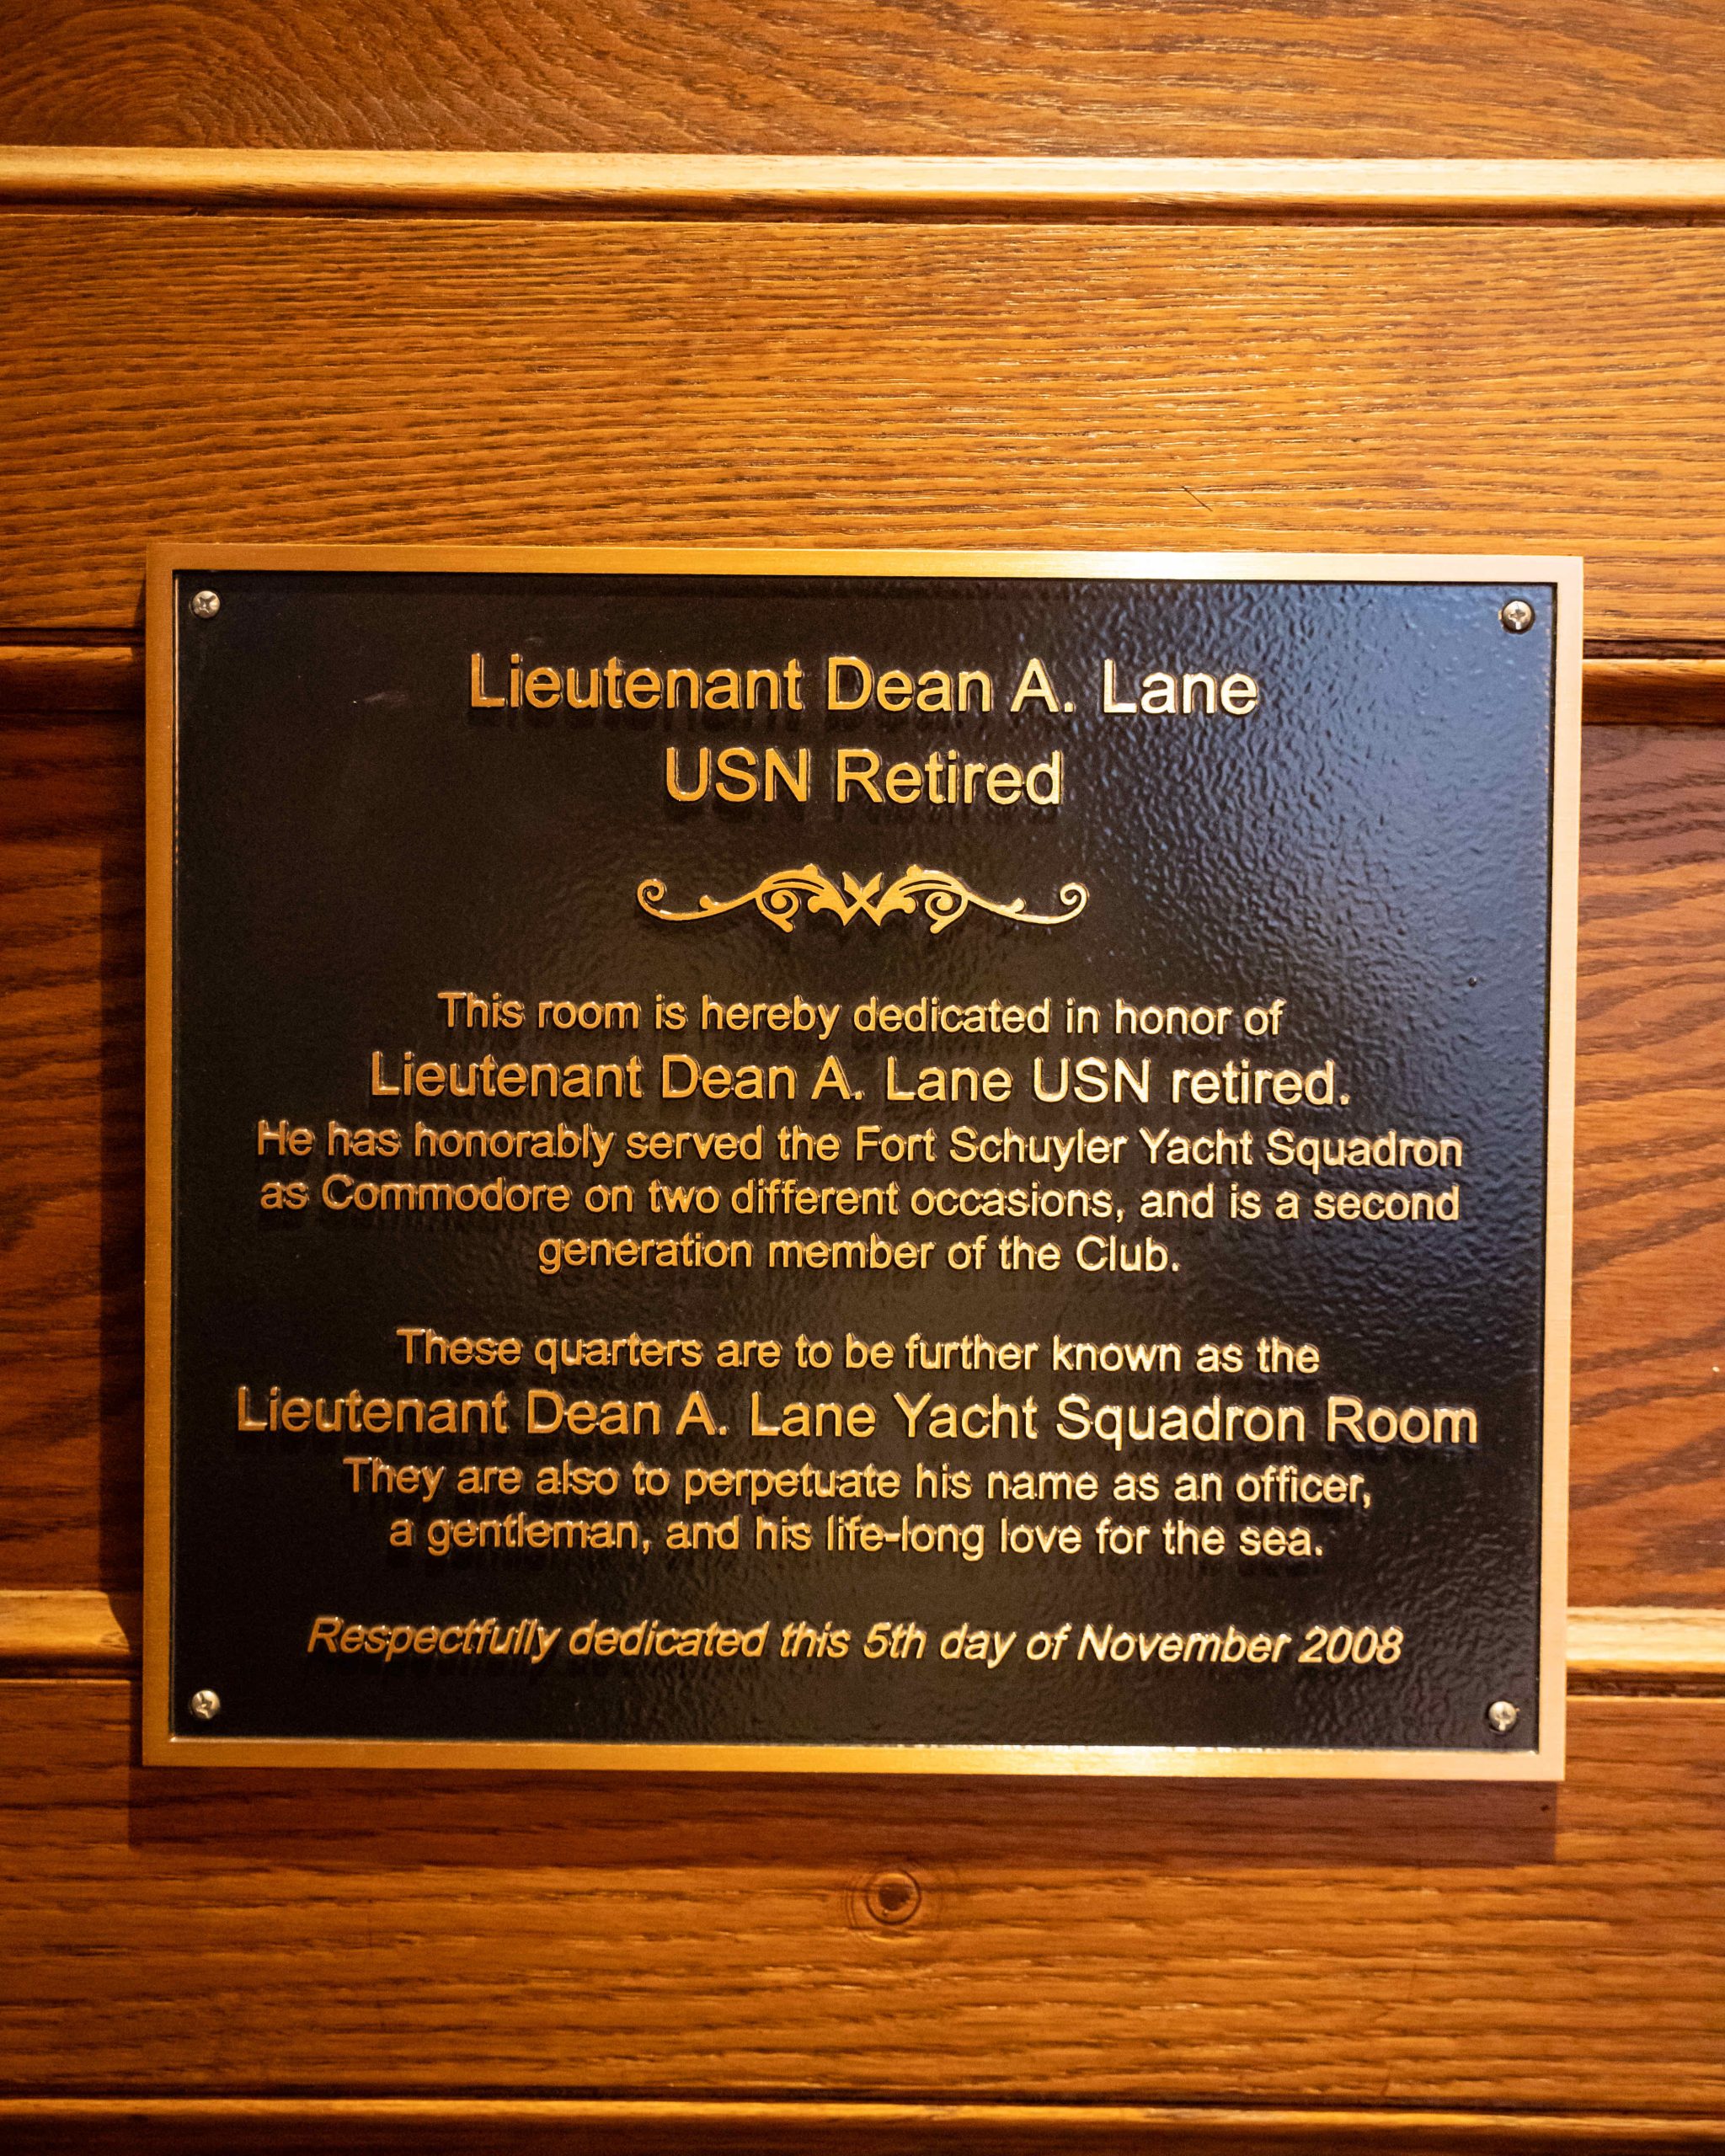 Lieutenant Dean A. Lane
USN Retired
This room is hereby dedicated in honor of
Lieutenant Dean A. Lane USN retired.
He has honorably served the Fort Schuyler Yacht Squadron
as Commodore on two different occasions, and is a second
generation member of the Club.
These quarters are to be further known as the
Lieutenant Dean A. Lane Yacht Squadron Room
They are also to perpetuate his name as an officer,
a gentleman, and his life-long love for the sea.
Respectfully dedicated this 5th day of November 2008